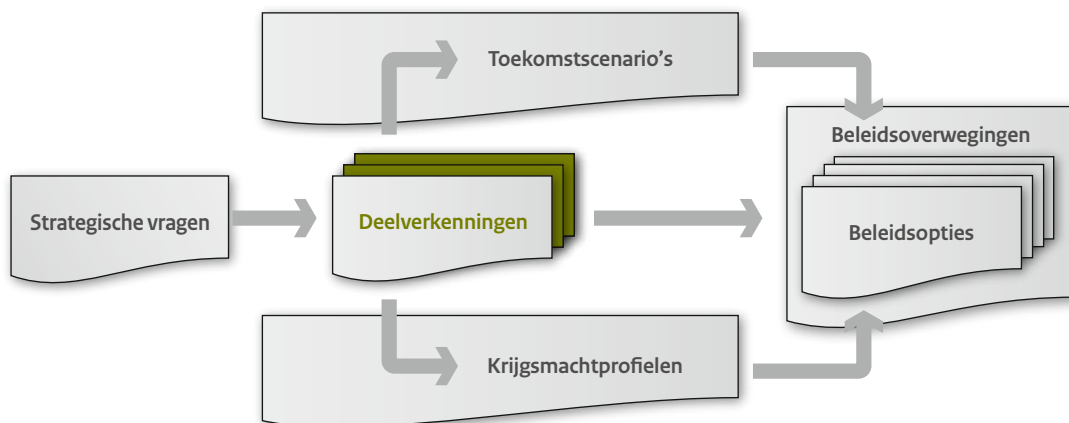 Toekomstscenario's
Beleidsoverwegingen
Strategische vragen
Deelverkenningen
Beleidsopties
Krijgsmachtprofielen